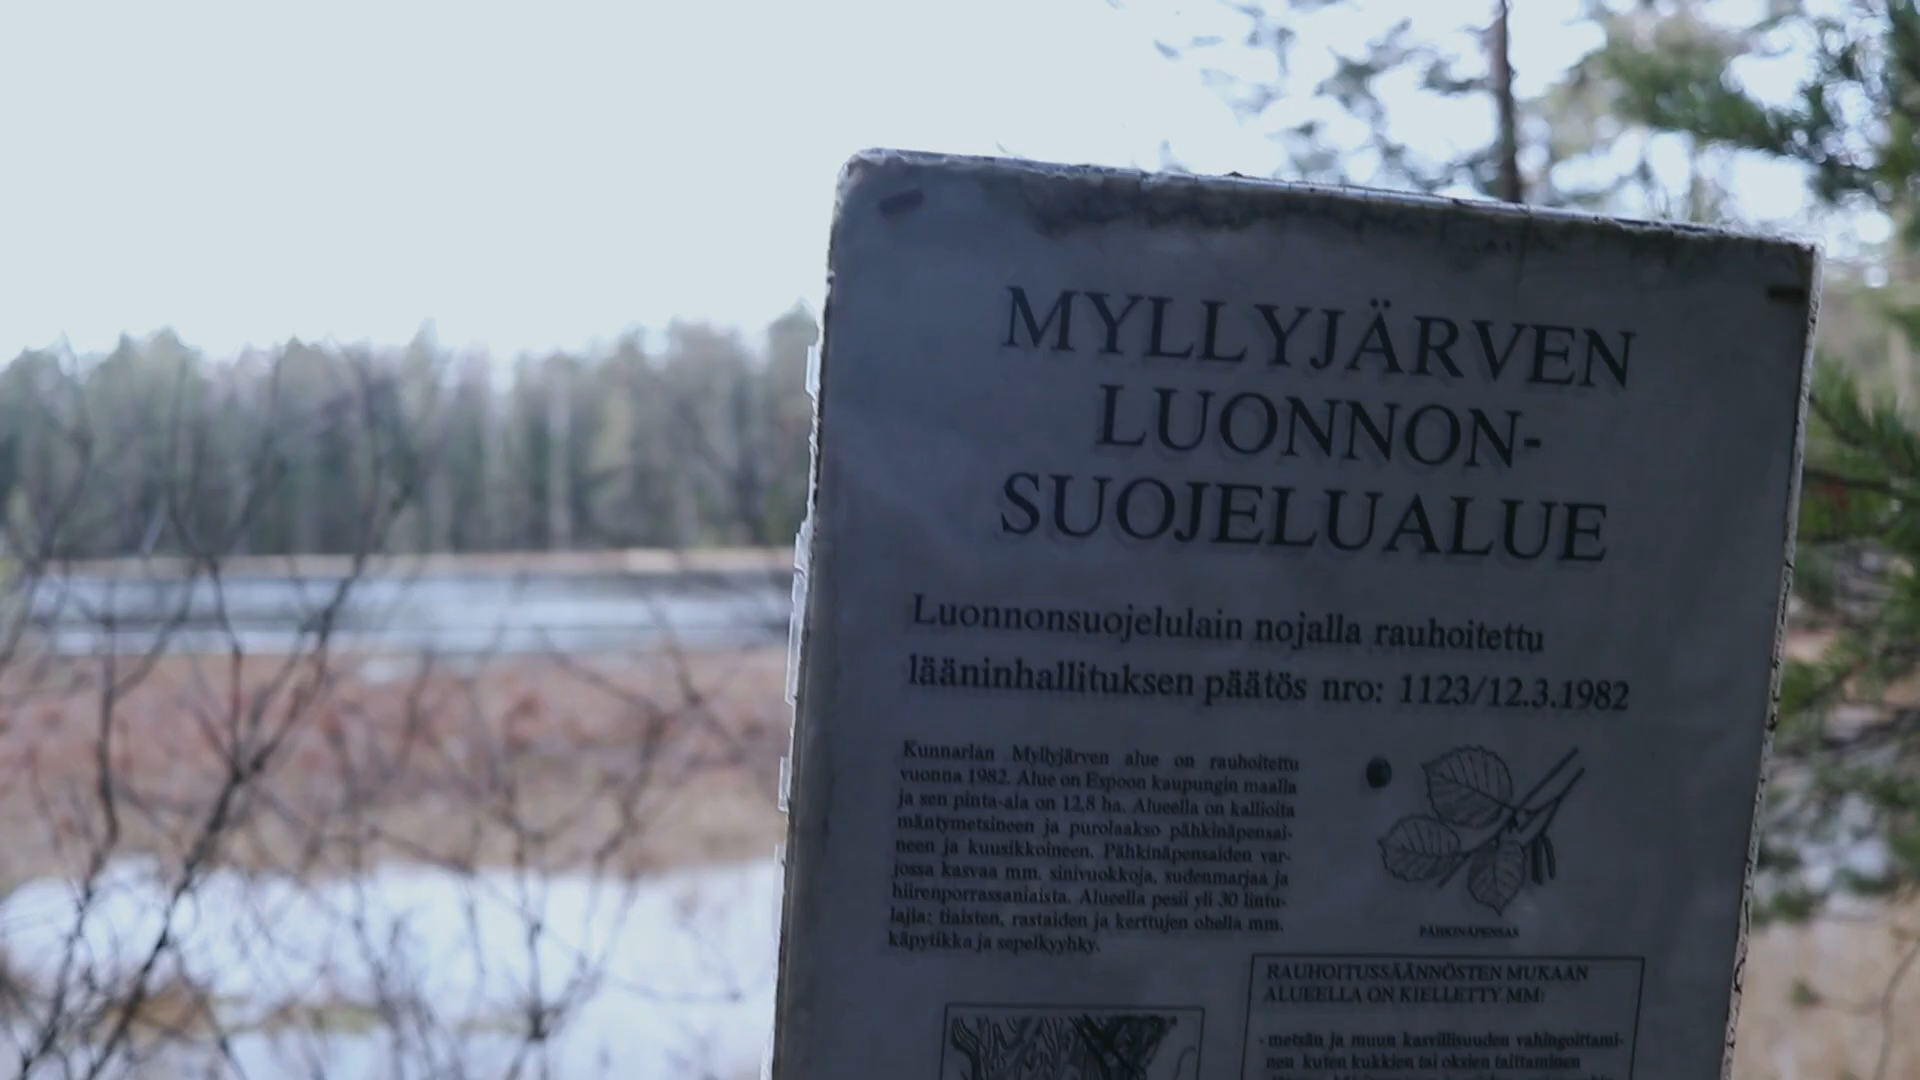 MYLLYJÄRVEN
LUONNON-
SUOJELUALUE
Luonnonsuojelulain nojalla rauhoitettu
lääninhallituksen päätös nro: 1123/12.3.1982
Kunnarlan Myllyjärven alue on rauhoitettu
vuonna 1982. Alue on Espoon kaupungin maalla
ja sen pinta-ala on 12,8 ha. Alueella on kallioita
mäntymetsineen ja purolaakso pähkinäpensai-
neen ja kuusikkoineen. Pähkinäpensaiden var-
jossa kasvaa mm. sinivuokkoja, sudenmarjaa ja
hiirenporrassaniaista. Alueella pesii yli 30 lintu-
lajia: tiaisten, rastaiden ja kerttujen ohella mm.
käpytikka ja sepelkyyhky.
PÄHKINÄPENSAS
RAUHOITUSSÄÄNNÖSTEN MUKAAN
ALUEELLA ON KIELLETTY MM:
- metsän ja muun kasvillisuuden vahingoittami-
nen kuten kukkien tai oksien taittaminen